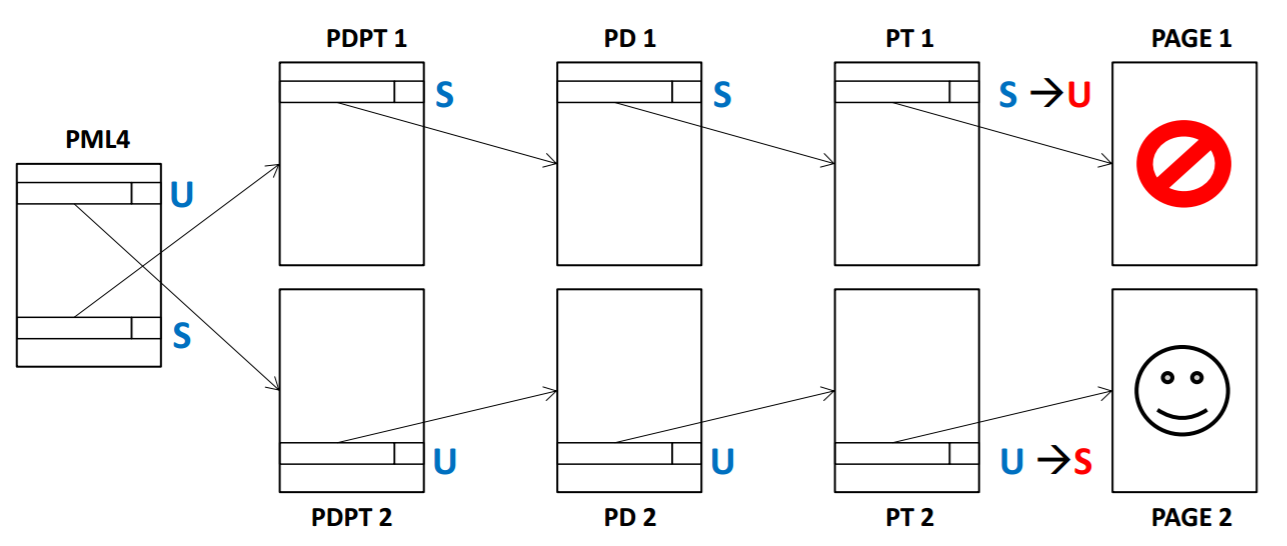 PDPT 1
PD 1
PT 1
PAGE 1
S
S
S → U
PML4
U
S
U
U
U → S
PDPT 2
PD 2
PT 2
PAGE 2